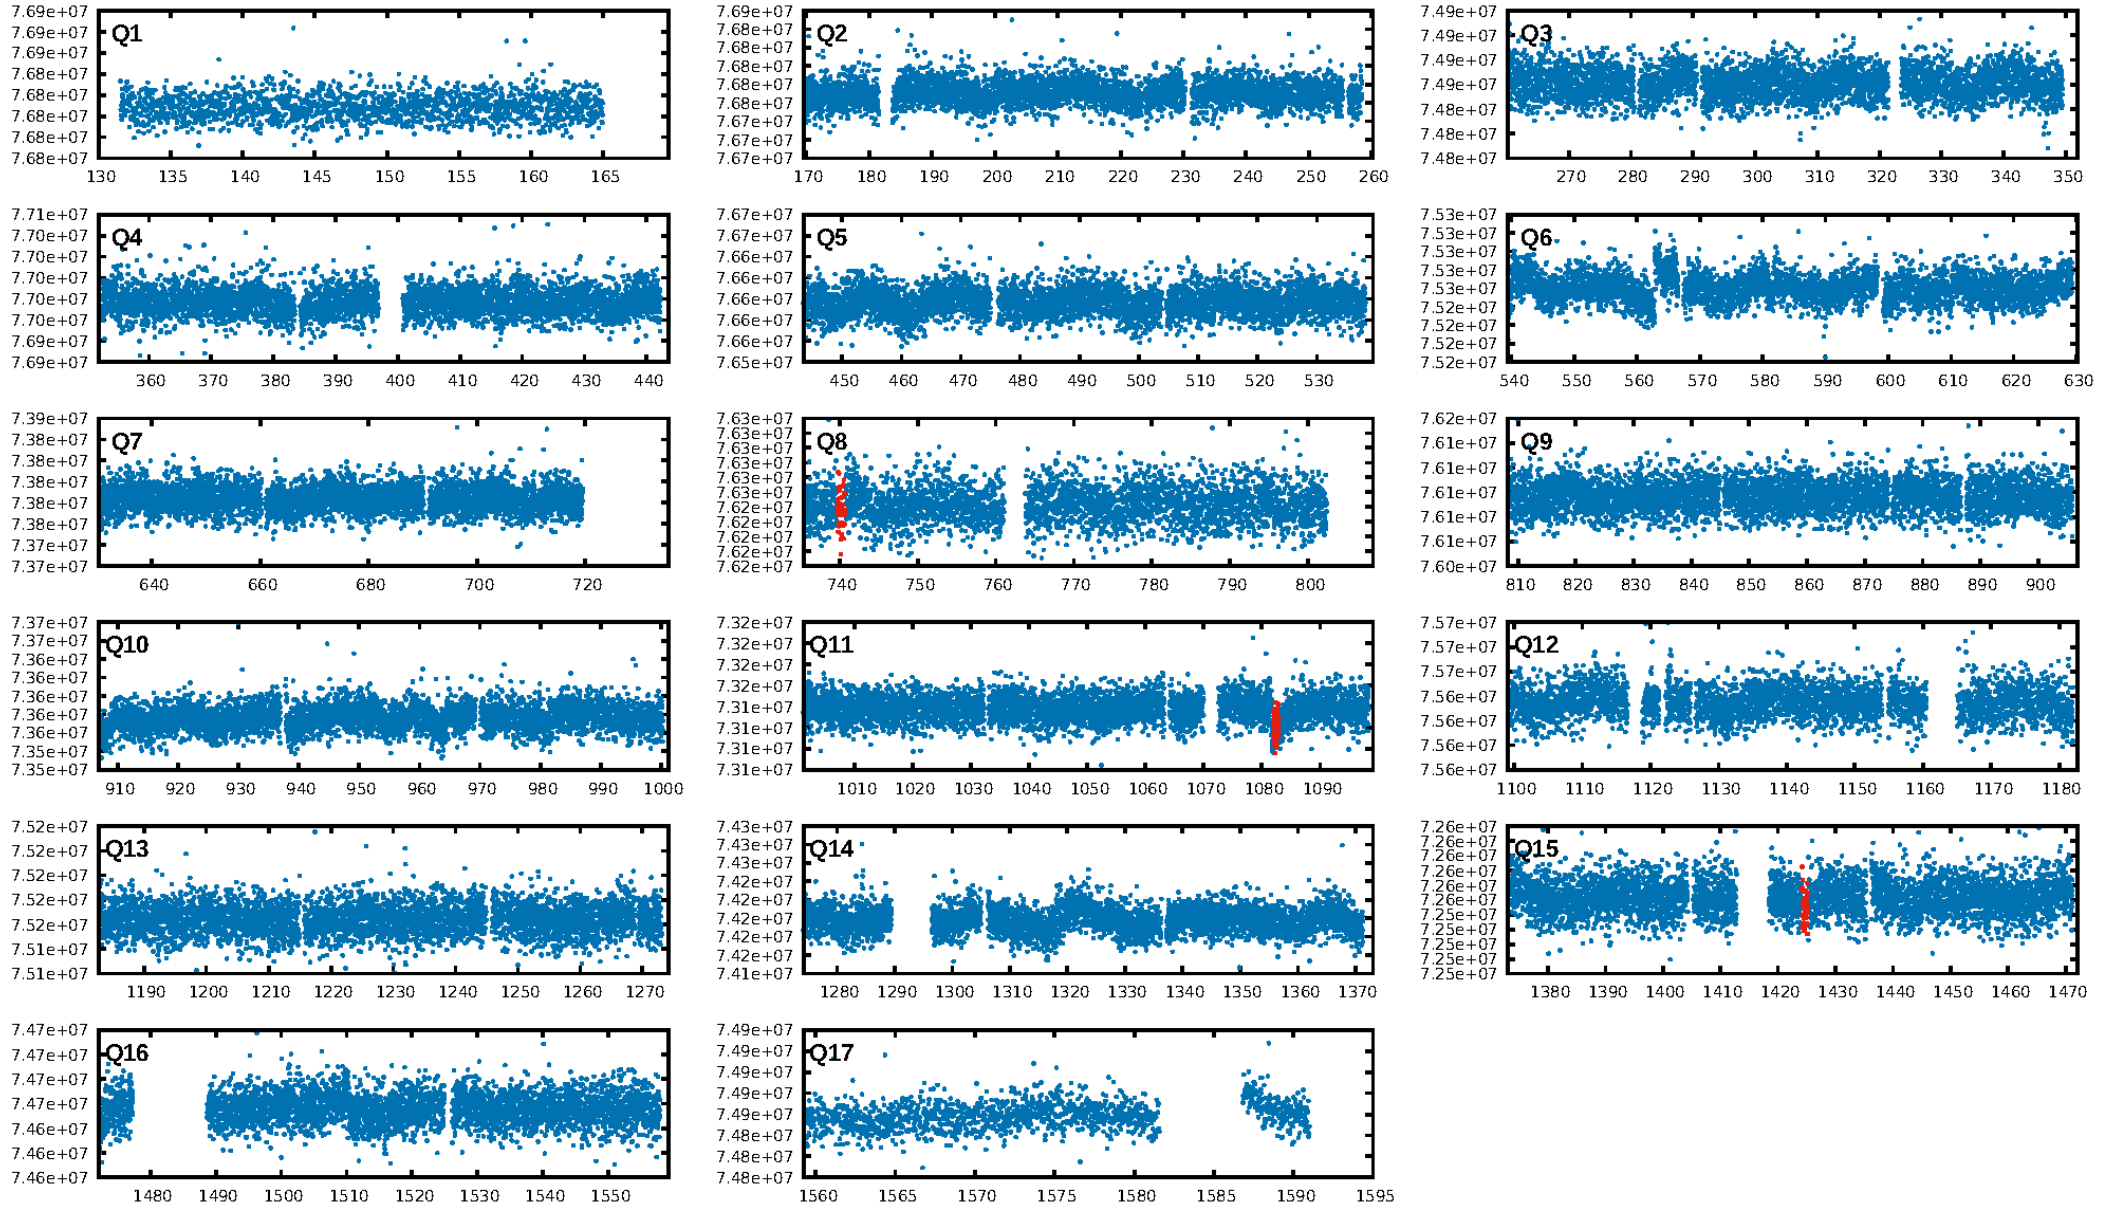 7.69e+07 7.69e+07 7.69e+07 7.68e+07 7.68e+07 7.68e+07 7.68e+07 7.68e+07
Q1
130 135 140 145 150 155 160 165
7.69e+07 7.68e+07 7.68e+07 7.68e+07 7.68e+07 7.68e+07 7.67e+07 7.67e+07 7.67e+07
Q2
170 180 190 200 210 220 230 240 250 260
7.49e+07 7.49e+07 7.49e+07 7.49e+07 7.48e+07 7.48e+07 7.48e+07
Q3
270 280 290 300 310 320 330 340 350
7.71e+07 7.70e+07 7.70e+07 7.70e+07 7.70e+07 7.70e+07 7.69e+07 7.69e+07
Q4
360 370 380 390 400 410 420 430 440
7.67e+07 7.67e+07 7.66e+07 7.66e+07 7.66e+07 7.66e+07 7.66e+07 7.65e+07
Q5
450 460 470 480 490 500 510 520 530
7.53e+07 7.53e+07 7.53e+07 7.53e+07 7.52e+07 7.52e+07 7.52e+07 7.52e+07
Q6
540 550 560 570 580 590 600 610 620 630
7.39e+07 7.38e+07 7.38e+07 7.38e+07 7.38e+07 7.38e+07 7.37e+07 7.37e+07
Q7
640 660 680 700 720
7.63e+07 7.63e+07 7.63e+07 7.63e+07 7.63e+07 7.63e+07 7.62e+07 7.62e+07 7.62e+07 7.62e+07 7.62e+07
Q8
740 750 760 770 780 790 800
7.62e+07 7.61e+07 7.61e+07 7.61e+07 7.61e+07 7.61e+07 7.60e+07
Q9
810 820 830 840 850 860 870 880 890 900
7.37e+07 7.37e+07 7.36e+07 7.36e+07 7.36e+07 7.36e+07 7.36e+07 7.35e+07 7.35e+07
Q10
910 920 930 940 950 960 970 980 990 1000
7.32e+07 7.32e+07 7.32e+07 7.32e+07 7.31e+07 7.31e+07 7.31e+07 7.31e+07
Q11
1010 1020 1030 1040 1050 1060 1070 1080 1090
7.57e+07 7.57e+07 7.57e+07 7.56e+07 7.56e+07 7.56e+07 7.56e+07
Q12
1100 1110 1120 1130 1140 1150 1160 1170 1180
7.52e+07 7.52e+07 7.52e+07 7.52e+07 7.52e+07 7.51e+07 7.51e+07
Q13
1190 1200 1210 1220 1230 1240 1250 1260 1270
7.43e+07 7.43e+07 7.43e+07 7.42e+07 7.42e+07 7.42e+07 7.42e+07 7.42e+07 7.41e+07
Q14
1280 1290 1300 1310 1320 1330 1340 1350 1360 1370
7.26e+07 7.26e+07 7.26e+07 7.26e+07 7.26e+07 7.26e+07 7.25e+07 7.25e+07 7.25e+07 7.25e+07 7.25e+07
Q15
1380 1390 1400 1410 1420 1430 1440 1450 1460 1470
7.47e+07 7.47e+07 7.47e+07 7.47e+07 7.46e+07 7.46e+07 7.46e+07
Q16
1480 1490 1500 1510 1520 1530 1540 1550
7.49e+07 7.49e+07 7.49e+07 7.49e+07 7.49e+07 7.48e+07 7.48e+07 7.48e+07
Q17
1560 1565 1570 1575 1580 1585 1590 1595